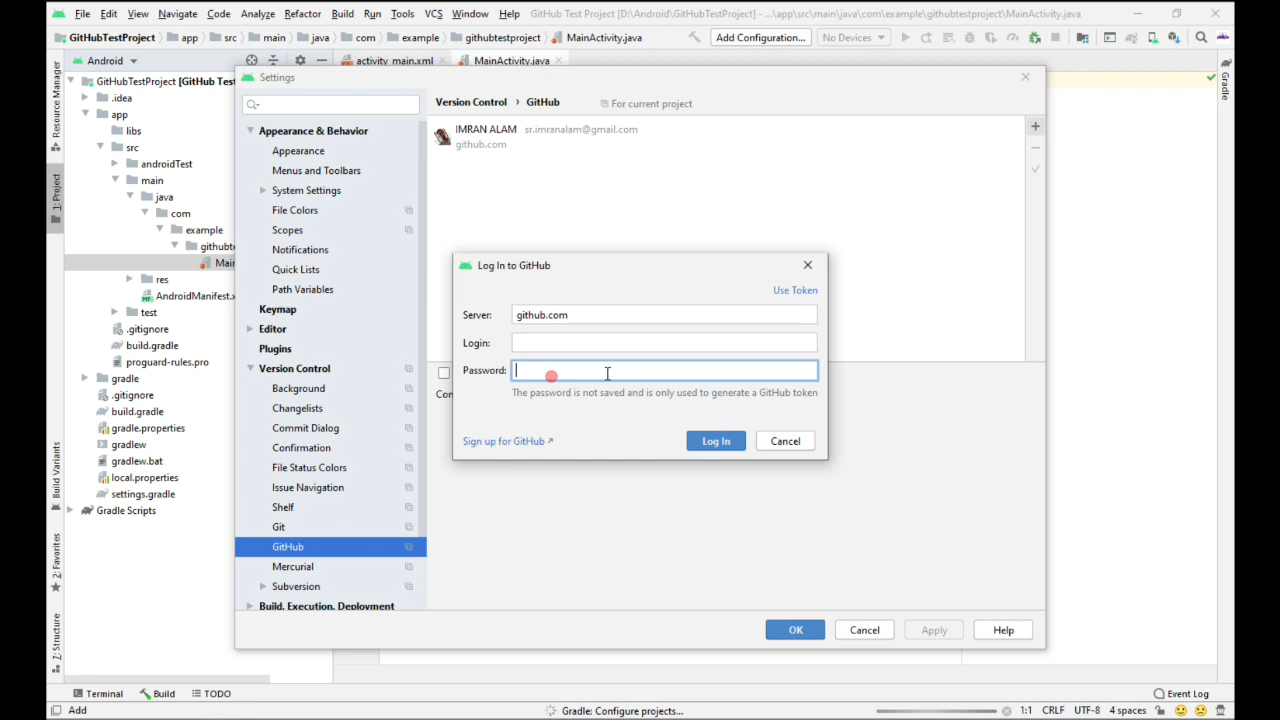 File Edit View Navigate Code Analyze Refactor Build Run Tools VCS Window Help GitHub Test Project [D:\Android\GitHubTestProject] - ...\app\src\main\java\com\example\githubtestproject\MainActivity.java
GitHubTestProject app src main java com example githubtestproject MainActivity.java Add Configuration... No Devices
Android activity_main.xml MainActivity.java
Resource Manager
1: Project
Build Variants
2: Favorites
7: Structure
Gradle
GitHubTestProject [GitHub Test
.idea
app
libs
src
androidTest
main
java
com
example
githubte
Main
res
AndroidManifest.x
test
.gitignore
build.gradle
proguard-rules.pro
gradle
.gitignore
build.gradle
gradle.properties
gradlew
gradlew.bat
local.properties
settings.gradle
Gradle Scripts
Settings
Appearance & Behavior
Appearance
Menus and Toolbars
System Settings
File Colors
Scopes
Notifications
Quick Lists
Path Variables
Keymap
Editor
Plugins
Version Control
Background
Changelists
Commit Dialog
Confirmation
File Status Colors
Issue Navigation
Shelf
Git
GitHub
Mercurial
Subversion
Build, Execution, Deployment
Version Control › GitHub For current project
IMRAN ALAM sr.imranalam@gmail.com
github.com
Log In to GitHub
Use Token
Server: github.com
Login:
Password:
The password is not saved and is only used to generate a GitHub token
Sign up for GitHub Log In Cancel
OK Cancel Apply Help
Terminal Build TODO Event Log
Add Gradle: Configure projects... 1:1 CRLF UTF-8 4 spaces